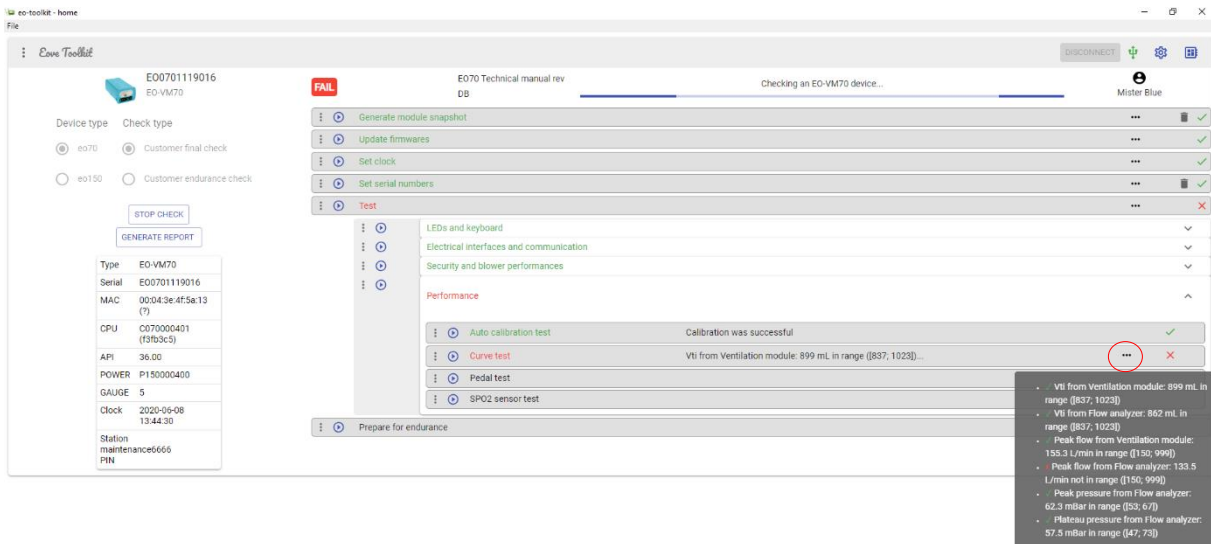 eo-toolkit - home
File
Eove Toolkit
DISCONNECT
EO0701119016
EO-VM70
Device type
Check type
eo70
Customer final check
eo150
Customer endurance check
STOP CHECK
GENERATE REPORT
Type EO-VM70
Serial EO0701119016
MAC 00:04:3e:4f:5a:13
(?)
CPU C070000401
(f3fb3c5)
API 36.00
POWER P150000400
GAUGE 5
Clock 2020-06-08
13:44:30
Station
maintenance6666
PIN
FAIL
EO70 Technical manual rev
DB
Checking an EO-VM70 device...
Mister Blue
Generate module snapshot
Update firmwares
Set clock
Set serial numbers
Test
LEDs and keyboard
Electrical interfaces and communication
Security and blower performances
Performance
Auto calibration test Calibration was successful
Curve test Vti from Ventilation module: 899 mL in range ([837; 1023])...
Pedal test
SPO2 sensor test
Prepare for endurance
✓ Vti from Ventilation module: 899 mL in
range ([837; 1023])
✓ Vti from Flow analyzer: 862 mL in
range ([837; 1023])
✓ Peak flow from Ventilation module:
155.3 L/min in range ([150; 999])
× Peak flow from Flow analyzer: 133.5
L/min not in range ([150; 999])
✓ Peak pressure from Flow analyzer:
62.3 mBar in range ([53; 67])
✓ Plateau pressure from Flow analyzer:
57.5 mBar in range ([47; 73])